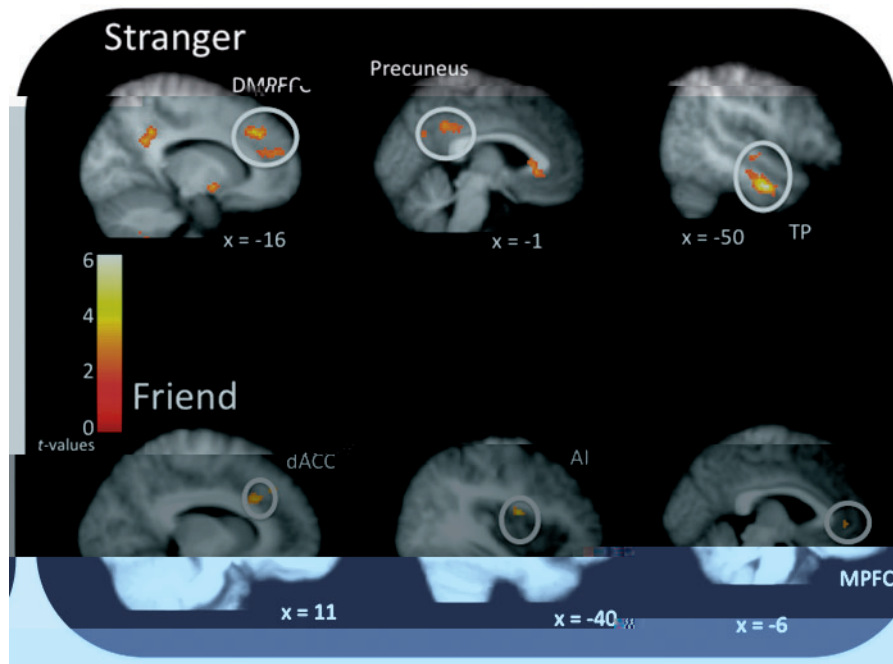 Stranger
DMPFC
Precuneus
x = -16
x = -1
x = -50
TP
6
4
2
0
t-values
Friend
dACC
AI
MPFC
x = 11
x = -40
x = -6